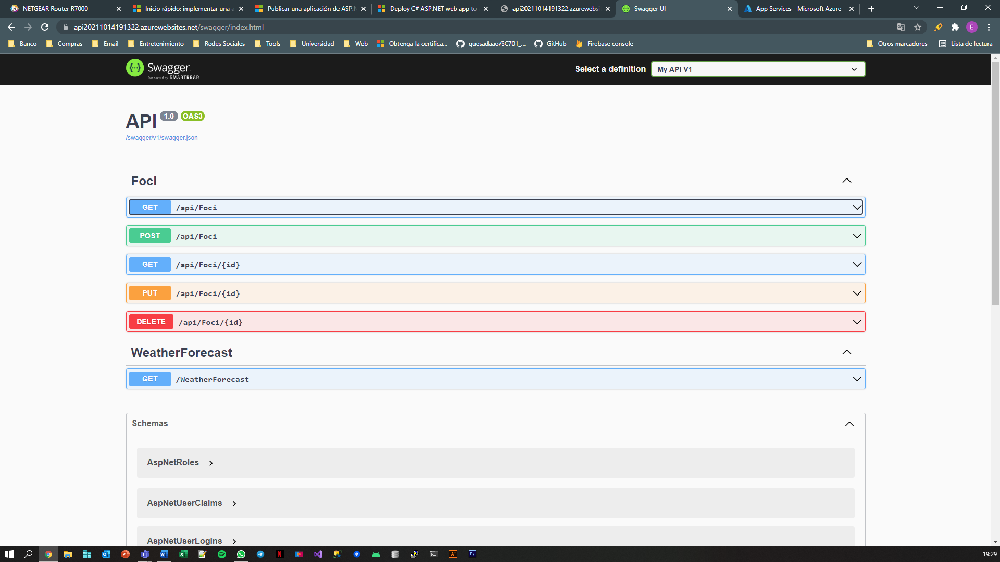 NETGEAR Router R7000
Inicio rápido: implementar una a
Publicar una aplicación de ASP.N
Deploy C# ASP.NET web app to
api20211014191322.azurewebsi
Swagger UI
App Services - Microsoft Azure
api20211014191322.azurewebsites.net/swagger/index.html
E
Banco
Compras
Email
Entretenimiento
Redes Sociales
Tools
Universidad
Web
Obtenga la certifica...
quesadaao/SC701_...
GitHub
Firebase console
Otros marcadores
Lista de lectura
Swagger
Supported by SMARTBEAR
Select a definition
My API V1
API 1.0 OAS3
/swagger/v1/swagger.json
Foci
GET /api/Foci
POST /api/Foci
GET /api/Foci/{id}
PUT /api/Foci/{id}
DELETE /api/Foci/{id}
WeatherForecast
GET /WeatherForecast
Schemas
AspNetRoles
AspNetUserClaims
AspNetUserLogins
19:29